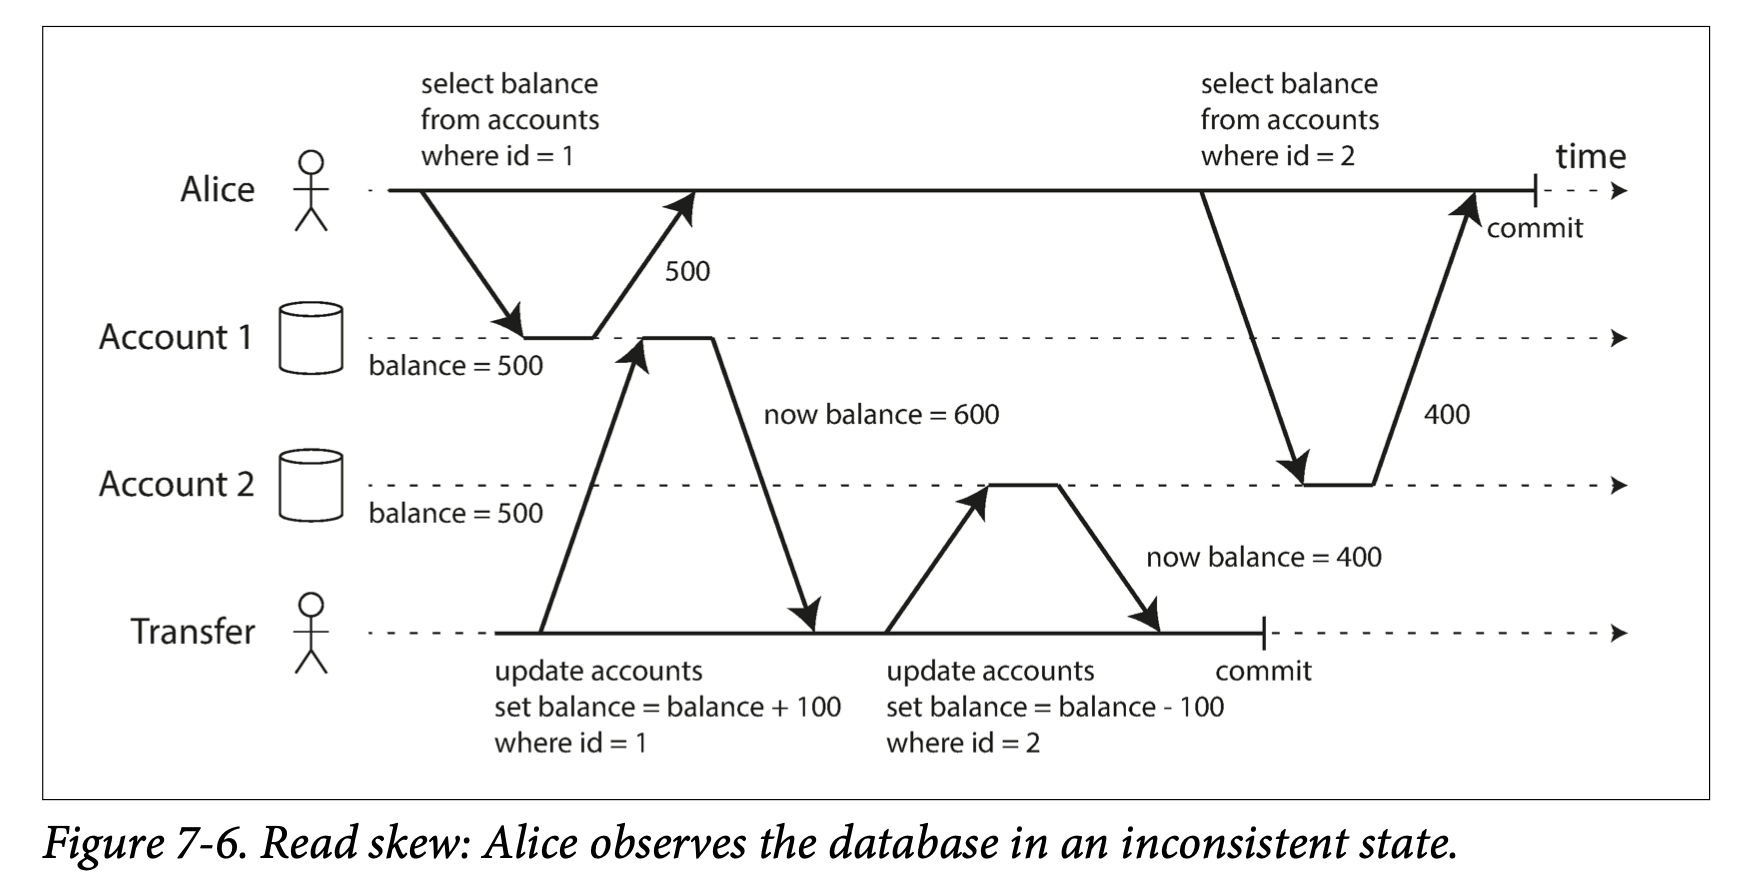 select balance
from accounts
where id = 1
select balance
from accounts
where id = 2
time
Alice
commit
500
Account 1
balance = 500
now balance = 600
400
Account 2
balance = 500
now balance = 400
Transfer
update accounts
set balance = balance + 100
where id = 1
update accounts
set balance = balance - 100
where id = 2
commit
Figure 7-6. Read skew: Alice observes the database in an inconsistent state.